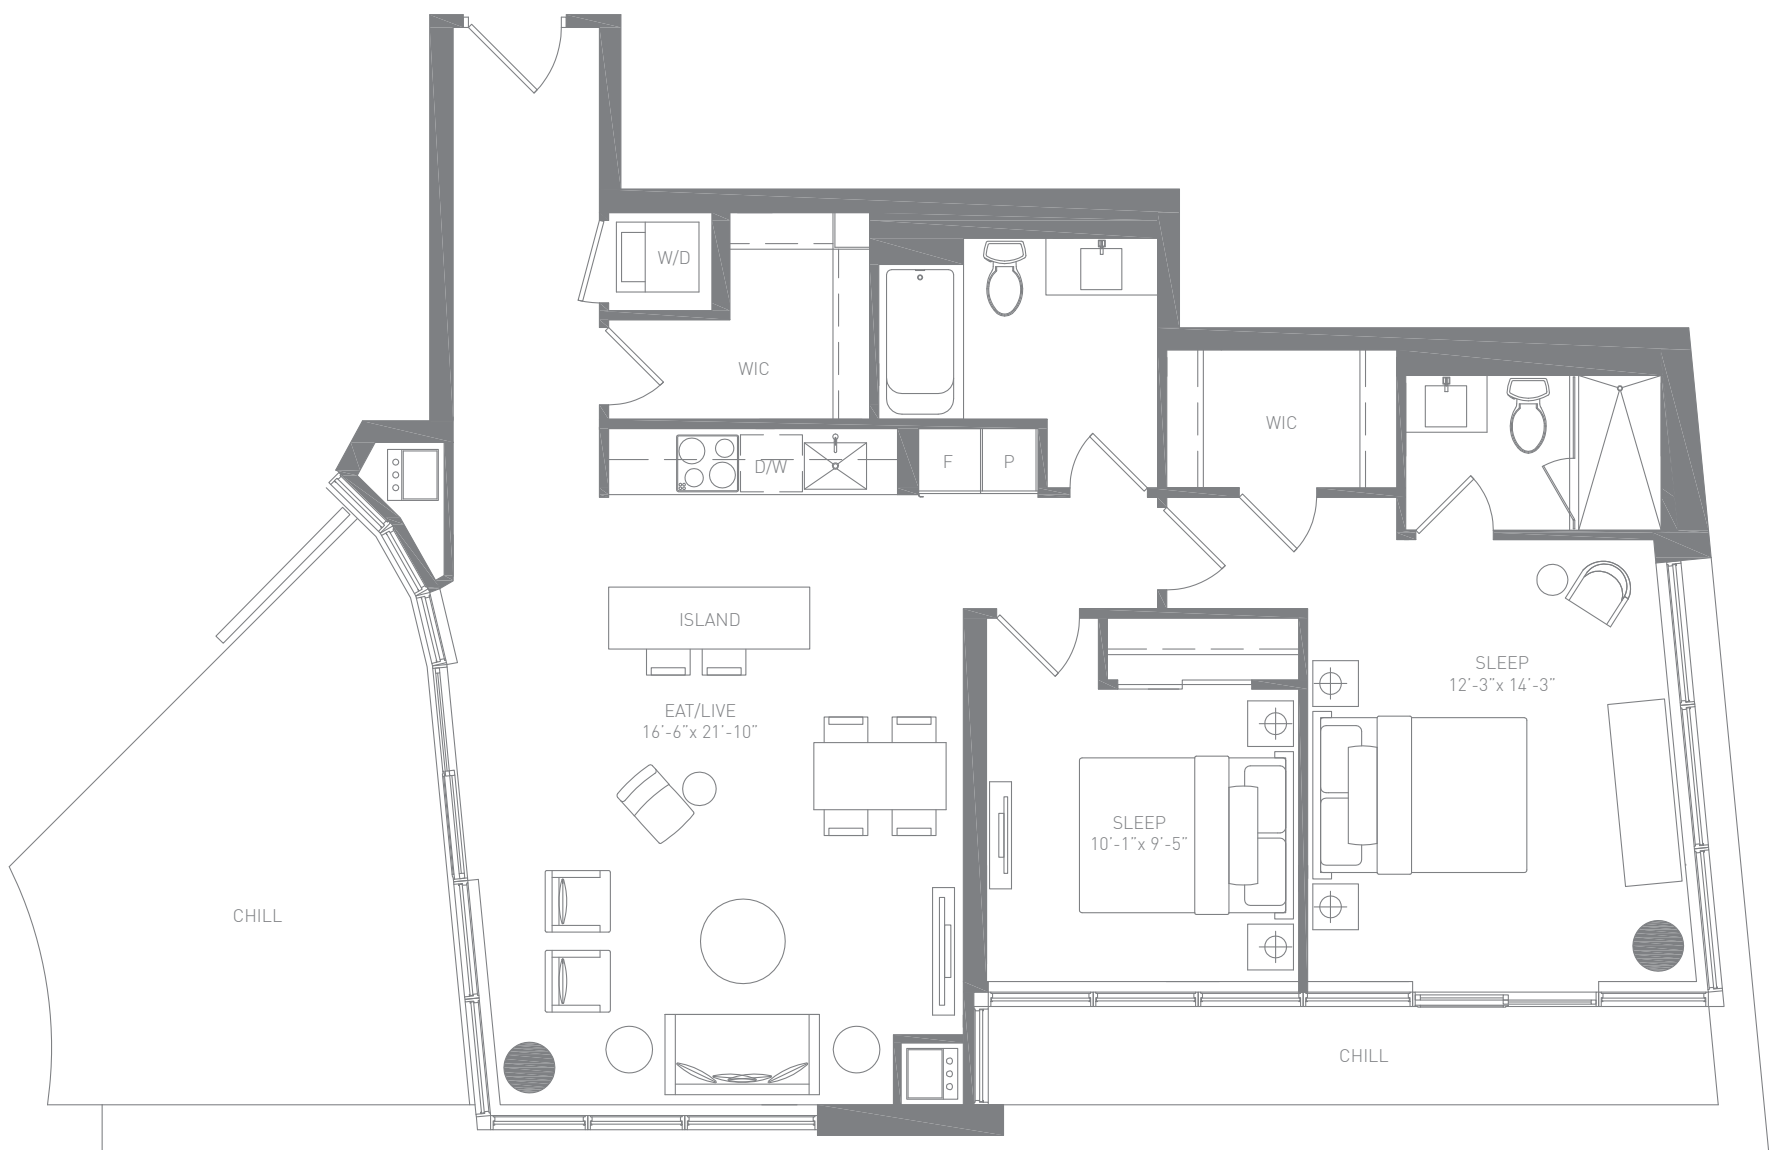 W/D
WIC
WIC
D/W
F
P
ISLAND
SLEEP
12'-3"x 14'-3"
EAT/LIVE
16'-6"x 21'-10"
SLEEP
10'-1"x 9'-5"
CHILL
CHILL